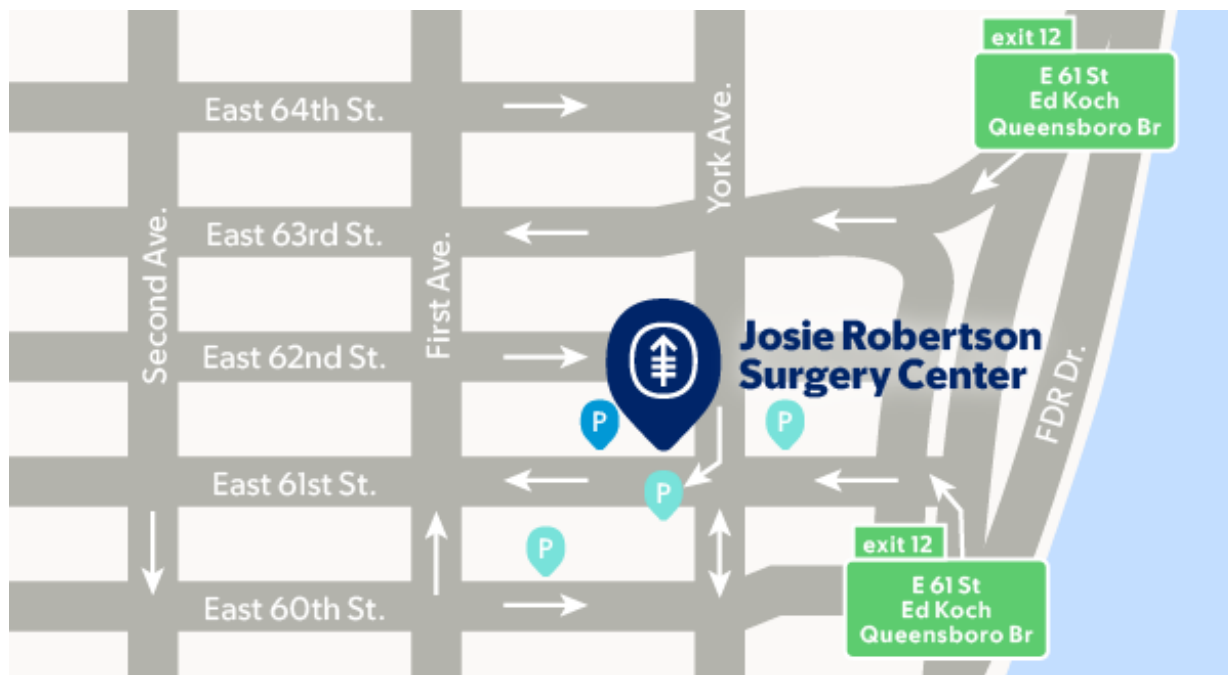 exit 12
E 61 St
Ed Koch
Queensboro Br
East 64th St.
York Ave.
East 63rd St.
Second Ave.
First Ave.
East 62nd St.
Josie Robertson
Surgery Center
FDR Dr.
P
P
East 61st St.
P
P
exit 12
E 61 St
Ed Koch
Queensboro Br
East 60th St.